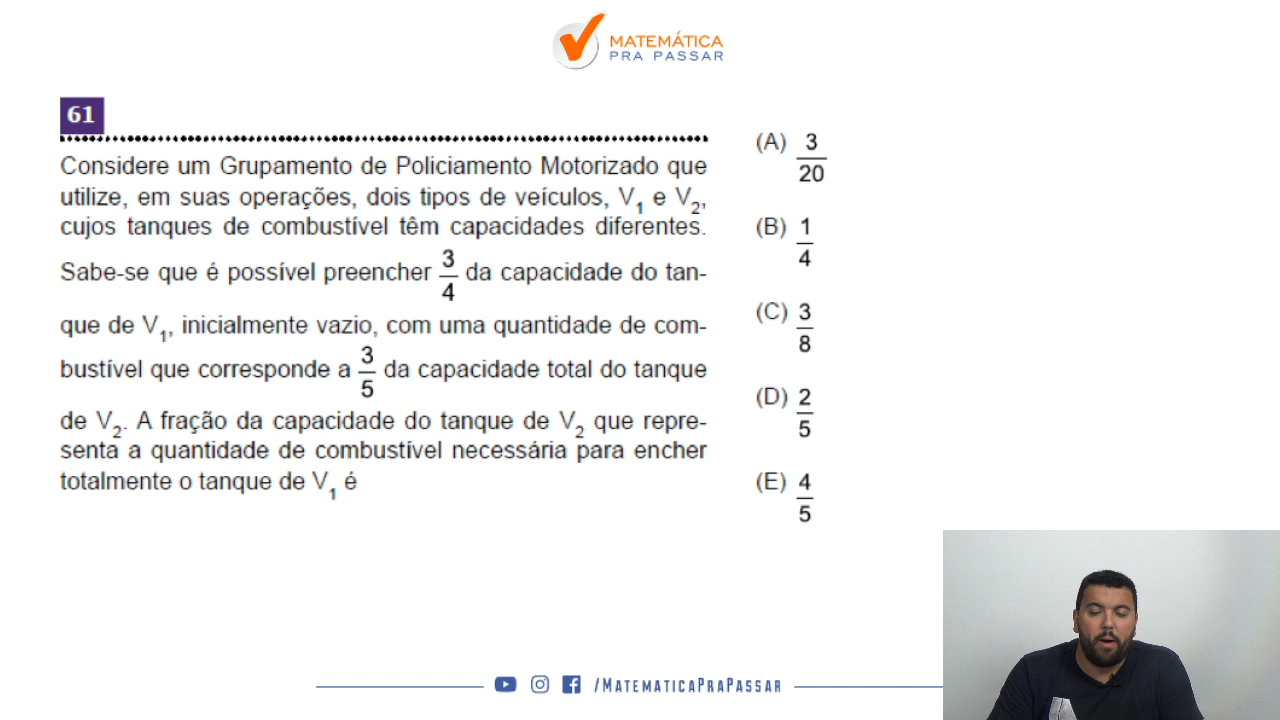 MATEMÁTICA
PRA PASSAR
61
Considere um Grupamento de Policiamento Motorizado que
utilize, em suas operações, dois tipos de veículos, V1 e V2,
cujos tanques de combustível têm capacidades diferentes.
Sabe-se que é possível preencher 3/4 da capacidade do tan-
que de V1, inicialmente vazio, com uma quantidade de com-
bustível que corresponde a 3/5 da capacidade total do tanque
de V2. A fração da capacidade do tanque de V2 que repre-
senta a quantidade de combustível necessária para encher
totalmente o tanque de V1 é
(A) 3/20
(B) 1/4
(C) 3/8
(D) 2/5
(E) 4/5
/MATEMATICAPRAPASSAR